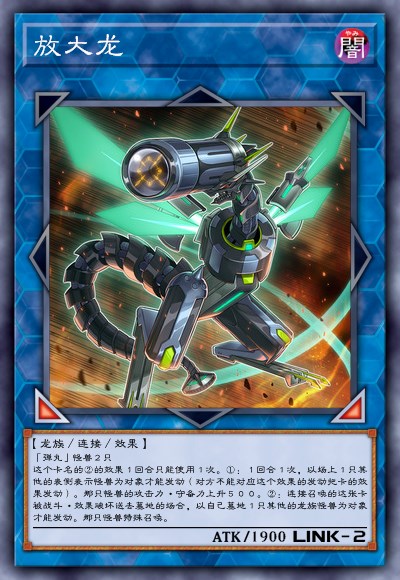 放大龙
やみ
闇
【龙族/连接/效果】
「弹丸」怪兽2只
这个卡名的②的效果1回合只能使用1次。①：1回合1次，以场上1只其
他的表侧表示怪兽为对象才能发动（对方不能对应这个效果的发动把卡的效
果发动）。那只怪兽的攻击力·守备力上升500。②：连接召唤的这张卡
被战斗·效果破坏送去墓地的场合，以自己墓地1只其他的龙族怪兽为对象
才能发动。那只怪兽特殊召唤。
ATK/1900 LINK-2